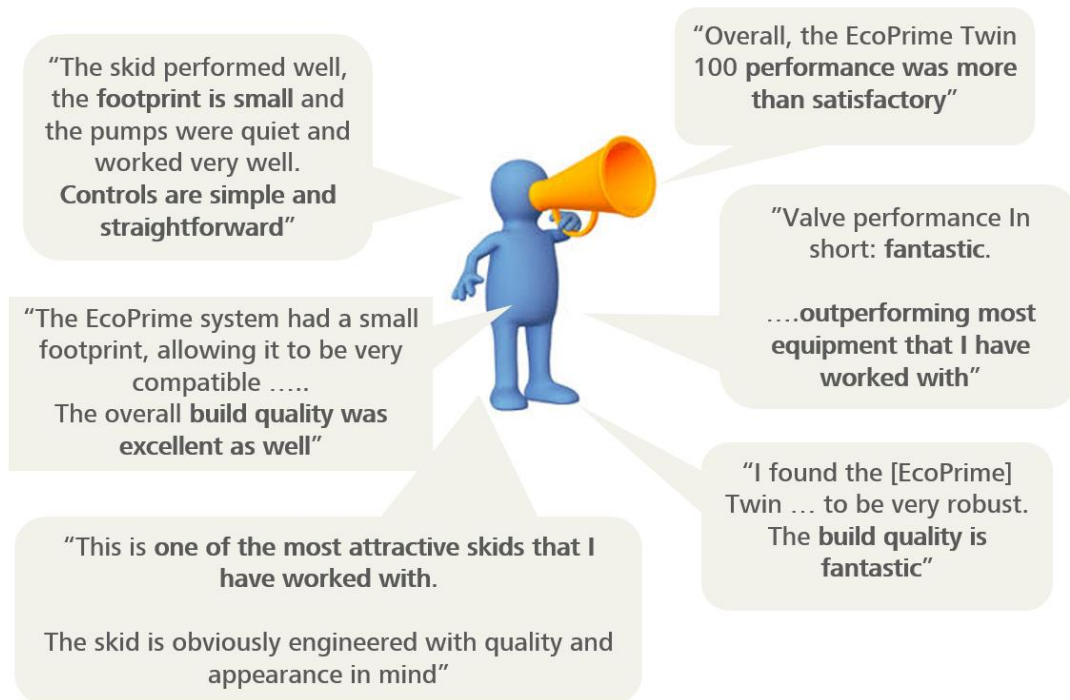 “The skid performed well,
the footprint is small and
the pumps were quiet and
worked very well.
Controls are simple and
straightforward”
“Overall, the EcoPrime Twin
100 performance was more
than satisfactory”
”Valve performance In
short: fantastic.
….outperforming most
equipment that I have
worked with”
“The EcoPrime system had a small
footprint, allowing it to be very
compatible …..
The overall build quality was
excellent as well”
“I found the [EcoPrime]
Twin … to be very robust.
The build quality is
fantastic”
“This is one of the most attractive skids that I
have worked with.
The skid is obviously engineered with quality and
appearance in mind”